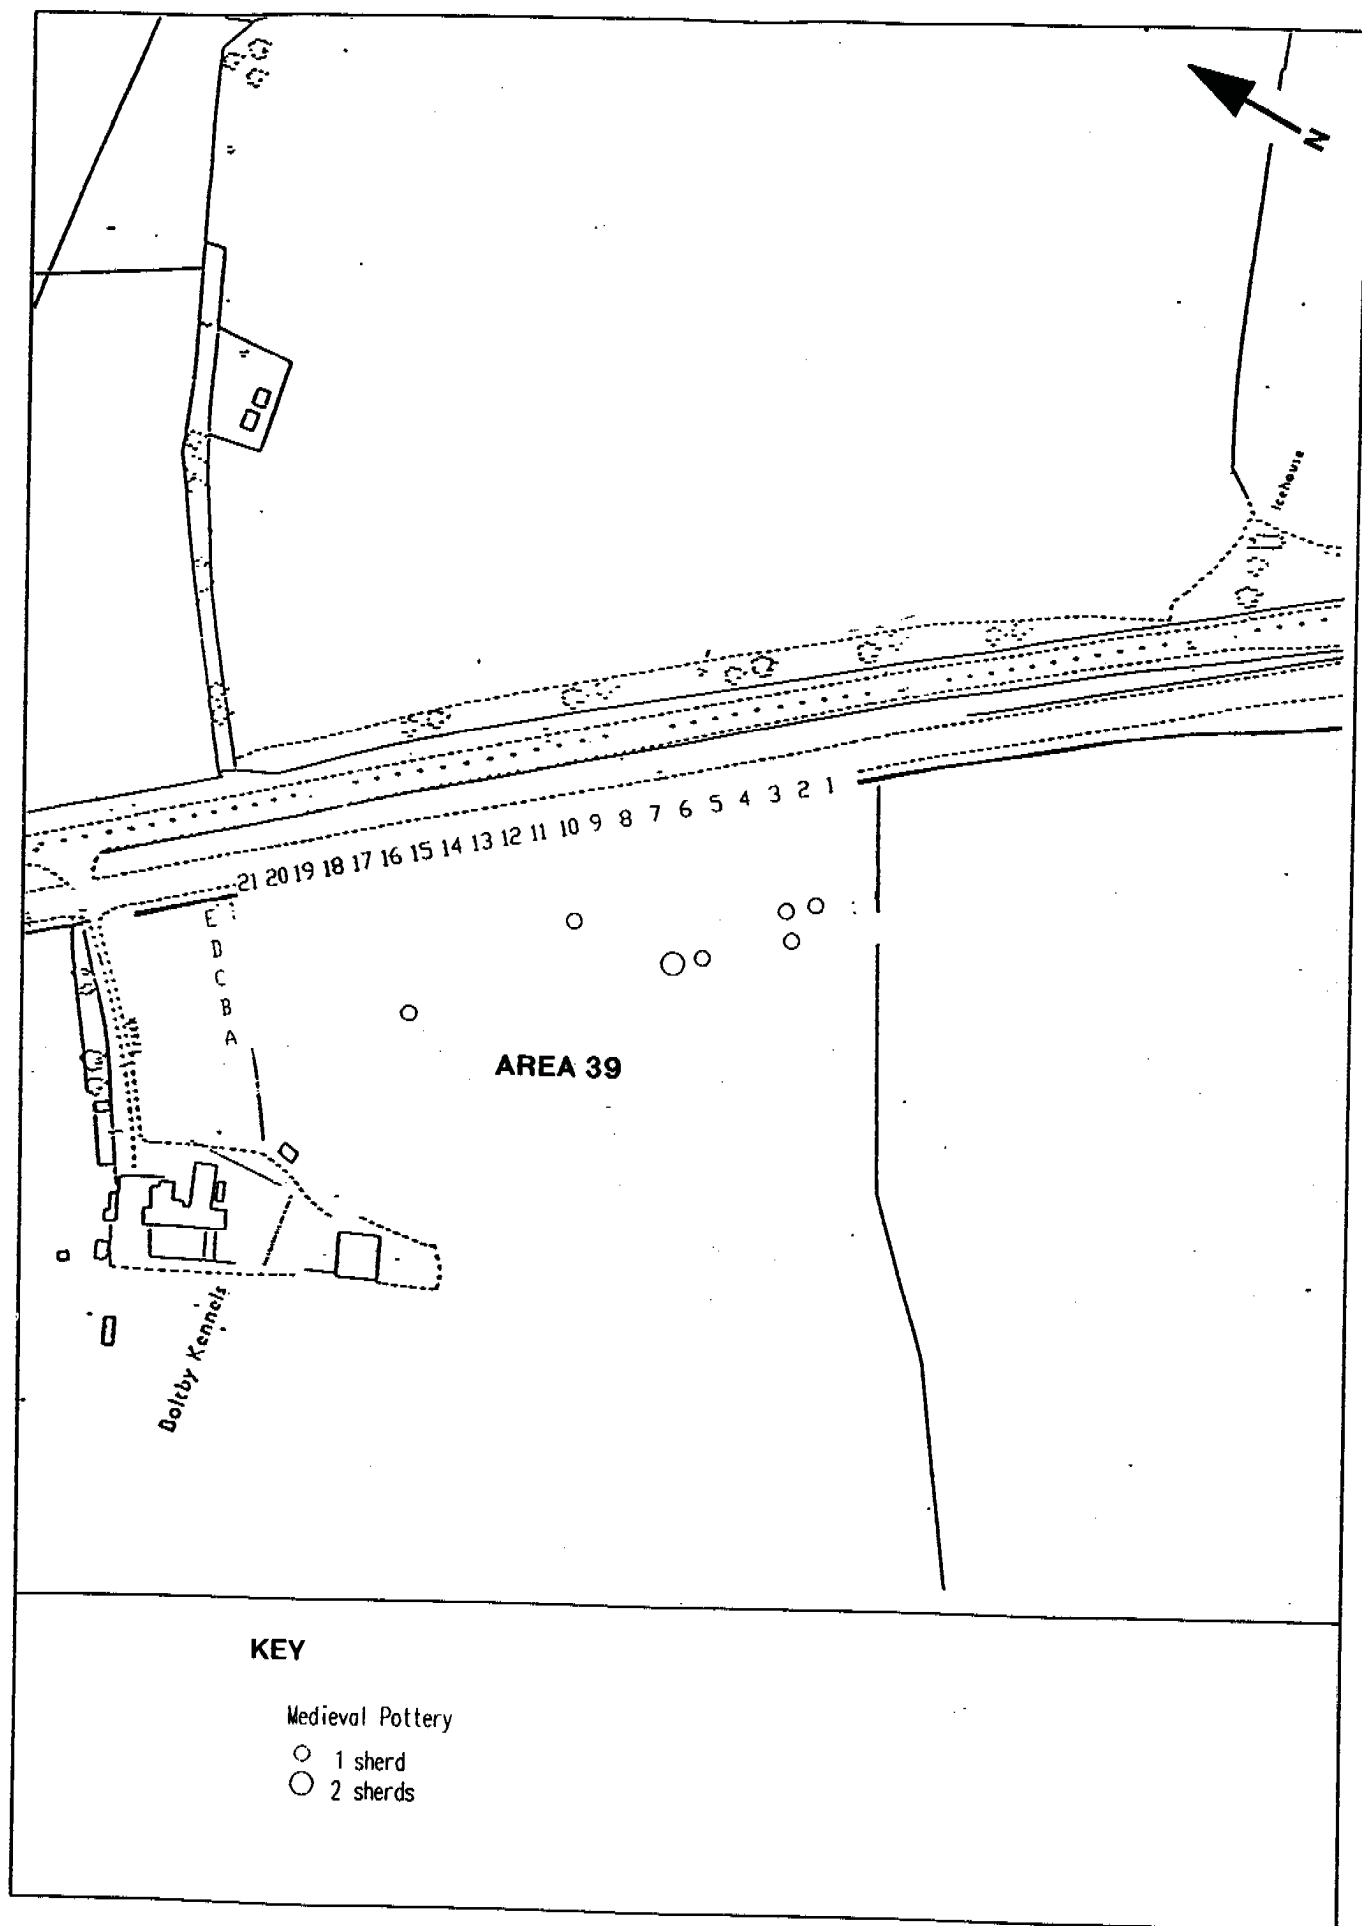 N
Icehouse
21 20 19 18 17 16 15 14 13 12 11 10 9 8 7 6 5 4 3 2 1
E
D
C
B
A
AREA 39
Boltby Kennels
KEY
Medieval Pottery
1 sherd
2 sherds